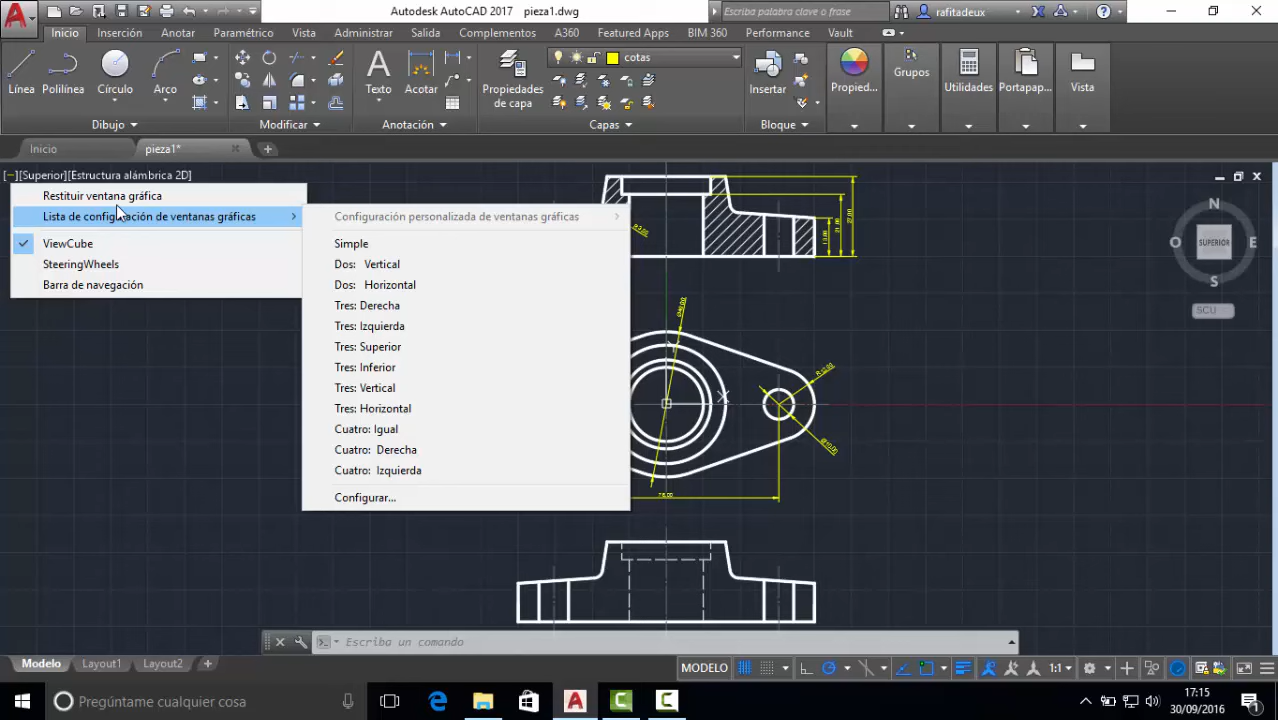 Autodesk AutoCAD 2017 pieza1.dwg
Escriba palabra clave o frase
rafitadeux
Inicio Inserción Anotar Paramétrico Vista Administrar Salida Complementos A360 Featured Apps BIM 360 Performance Vault
cotas
Línea Polilínea Círculo Arco
Texto Acotar
Propiedades de capa
Insertar
Propied... Grupos Utilidades Portapap... Vista
Dibujo Modificar Anotación Capas Bloque
Inicio pieza1*
[−][Superior][Estructura alámbrica 2D]
Restituir ventana gráfica
Lista de configuración de ventanas gráficas
ViewCube
SteeringWheels
Barra de navegación
Configuración personalizada de ventanas gráficas
Simple
Dos: Vertical
Dos: Horizontal
Tres: Derecha
Tres: Izquierda
Tres: Superior
Tres: Inferior
Tres: Vertical
Tres: Horizontal
Cuatro: Igual
Cuatro: Derecha
Cuatro: Izquierda
Configurar...
N
O SUPERIOR E
S
SCU
75,00
Escriba un comando
Modelo Layout1 Layout2
MODELO 1:1
Pregúntame cualquier cosa
17:15
30/09/2016